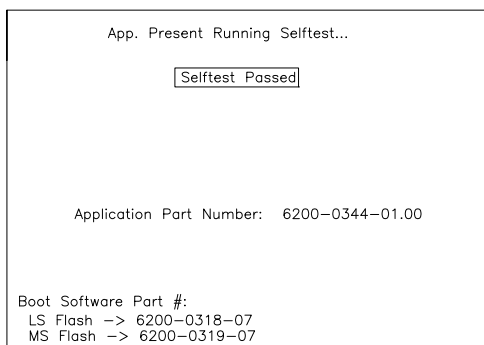 App. Present Running Selftest...
Selftest Passed
Application Part Number: 6200-0344-01.00
Boot Software Part #:
LS Flash -> 6200-0318-07
MS Flash -> 6200-0319-07